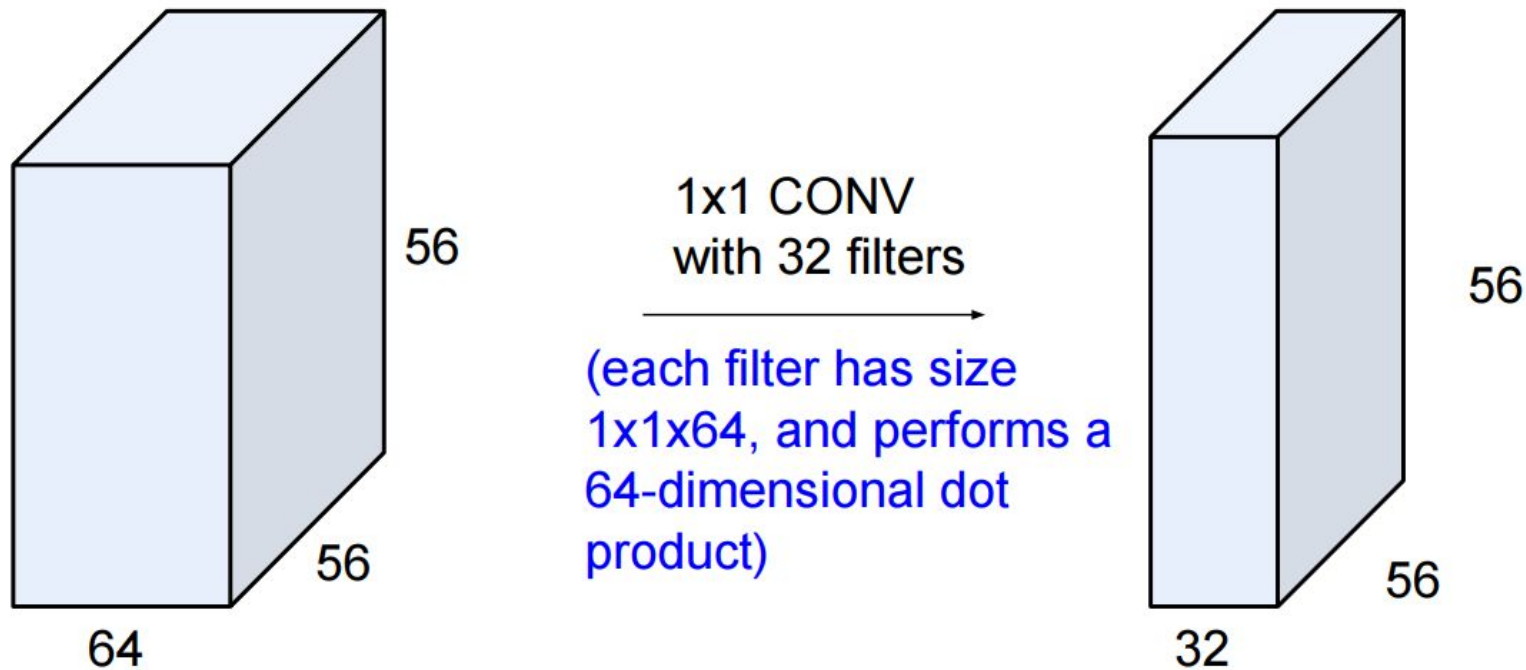 56
56
64
1x1 CONV
with 32 filters
(each filter has size
1x1x64, and performs a
64-dimensional dot
product)
56
56
32